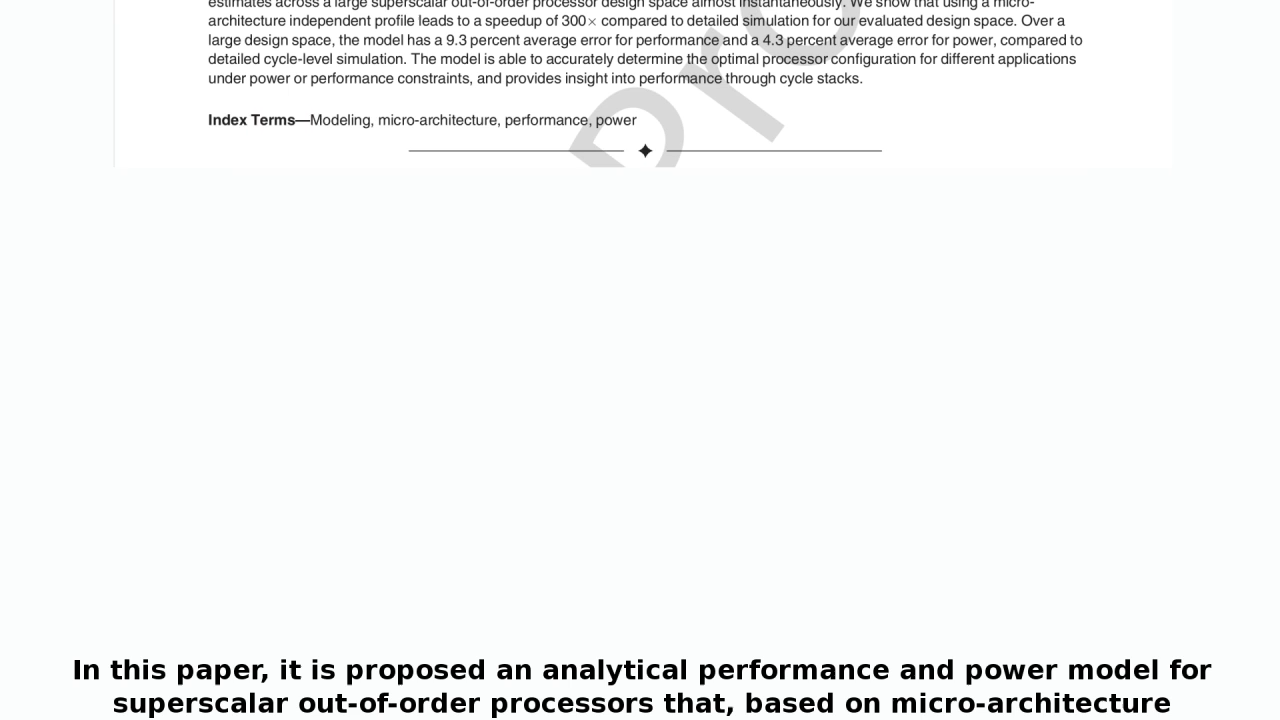 estimates across a large superscalar out-of-order processor design space almost instantaneously. We show that using a micro-
architecture independent profile leads to a speedup of 300× compared to detailed simulation for our evaluated design space. Over a
large design space, the model has a 9.3 percent average error for performance and a 4.3 percent average error for power, compared to
detailed cycle-level simulation. The model is able to accurately determine the optimal processor configuration for different applications
under power or performance constraints, and provides insight into performance through cycle stacks.
Index Terms—Modeling, micro-architecture, performance, power
Pro
In this paper, it is proposed an analytical performance and power model for
superscalar out-of-order processors that, based on micro-architecture